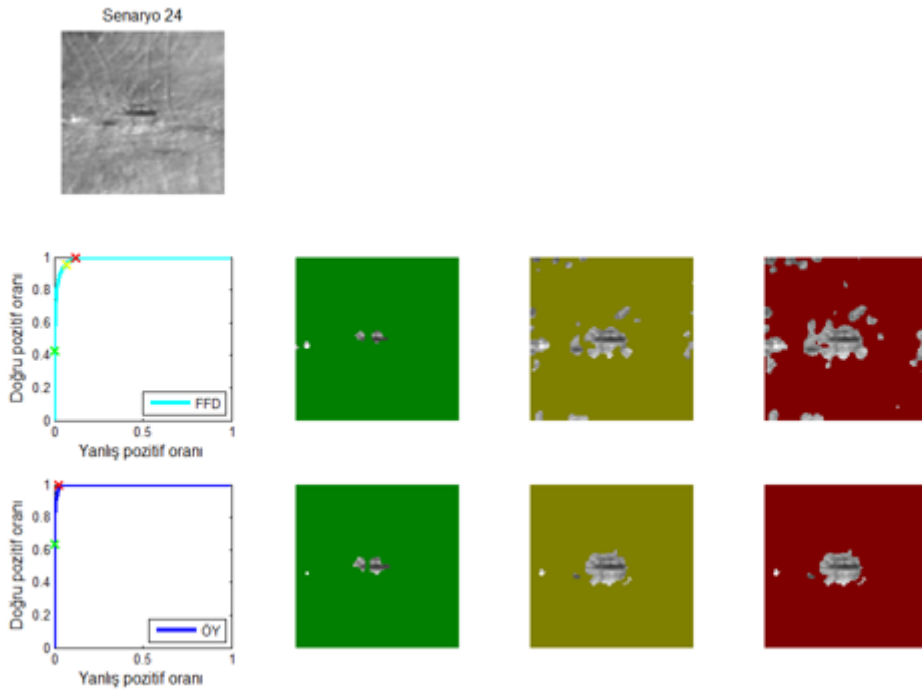 Senaryo 24
Doğru pozitif oranı
1
0.8
0.6
0.4
0.2
0
0
0.5
1
FFD
Yanlış pozitif oranı
Doğru pozitif oranı
1
0.8
0.6
0.4
0.2
0
0
0.5
1
ÖY
Yanlış pozitif oranı